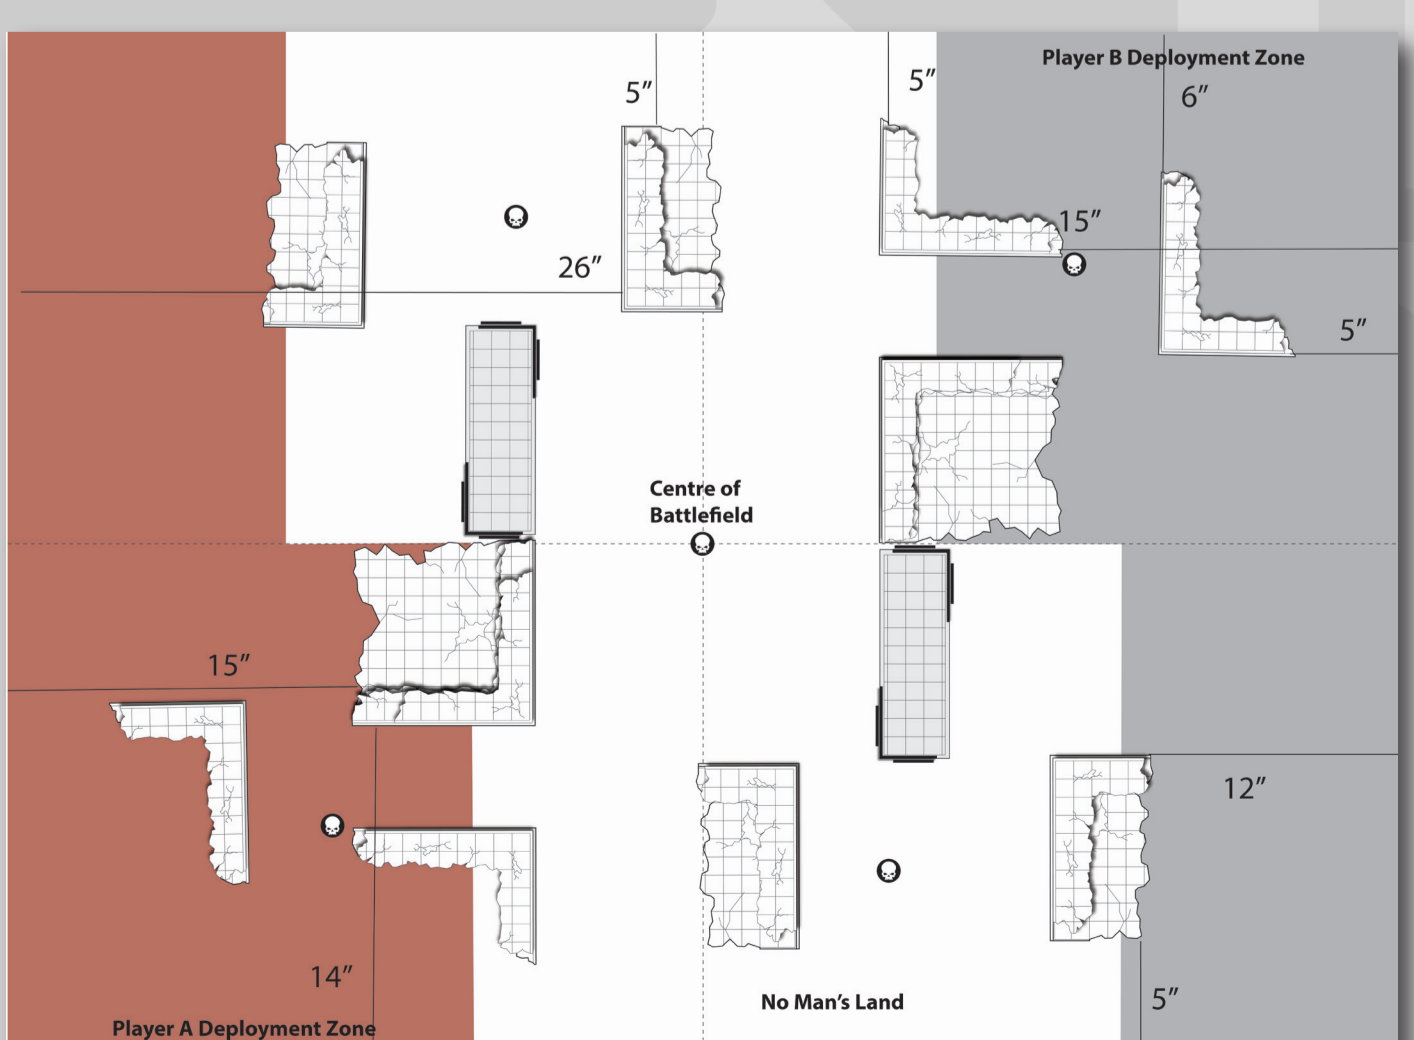 Player B Deployment Zone
5”
5”
6”
15”
26”
5”
Centre of
Battlefield
15”
12”
14”
5”
No Man’s Land
Player A Deployment Zone